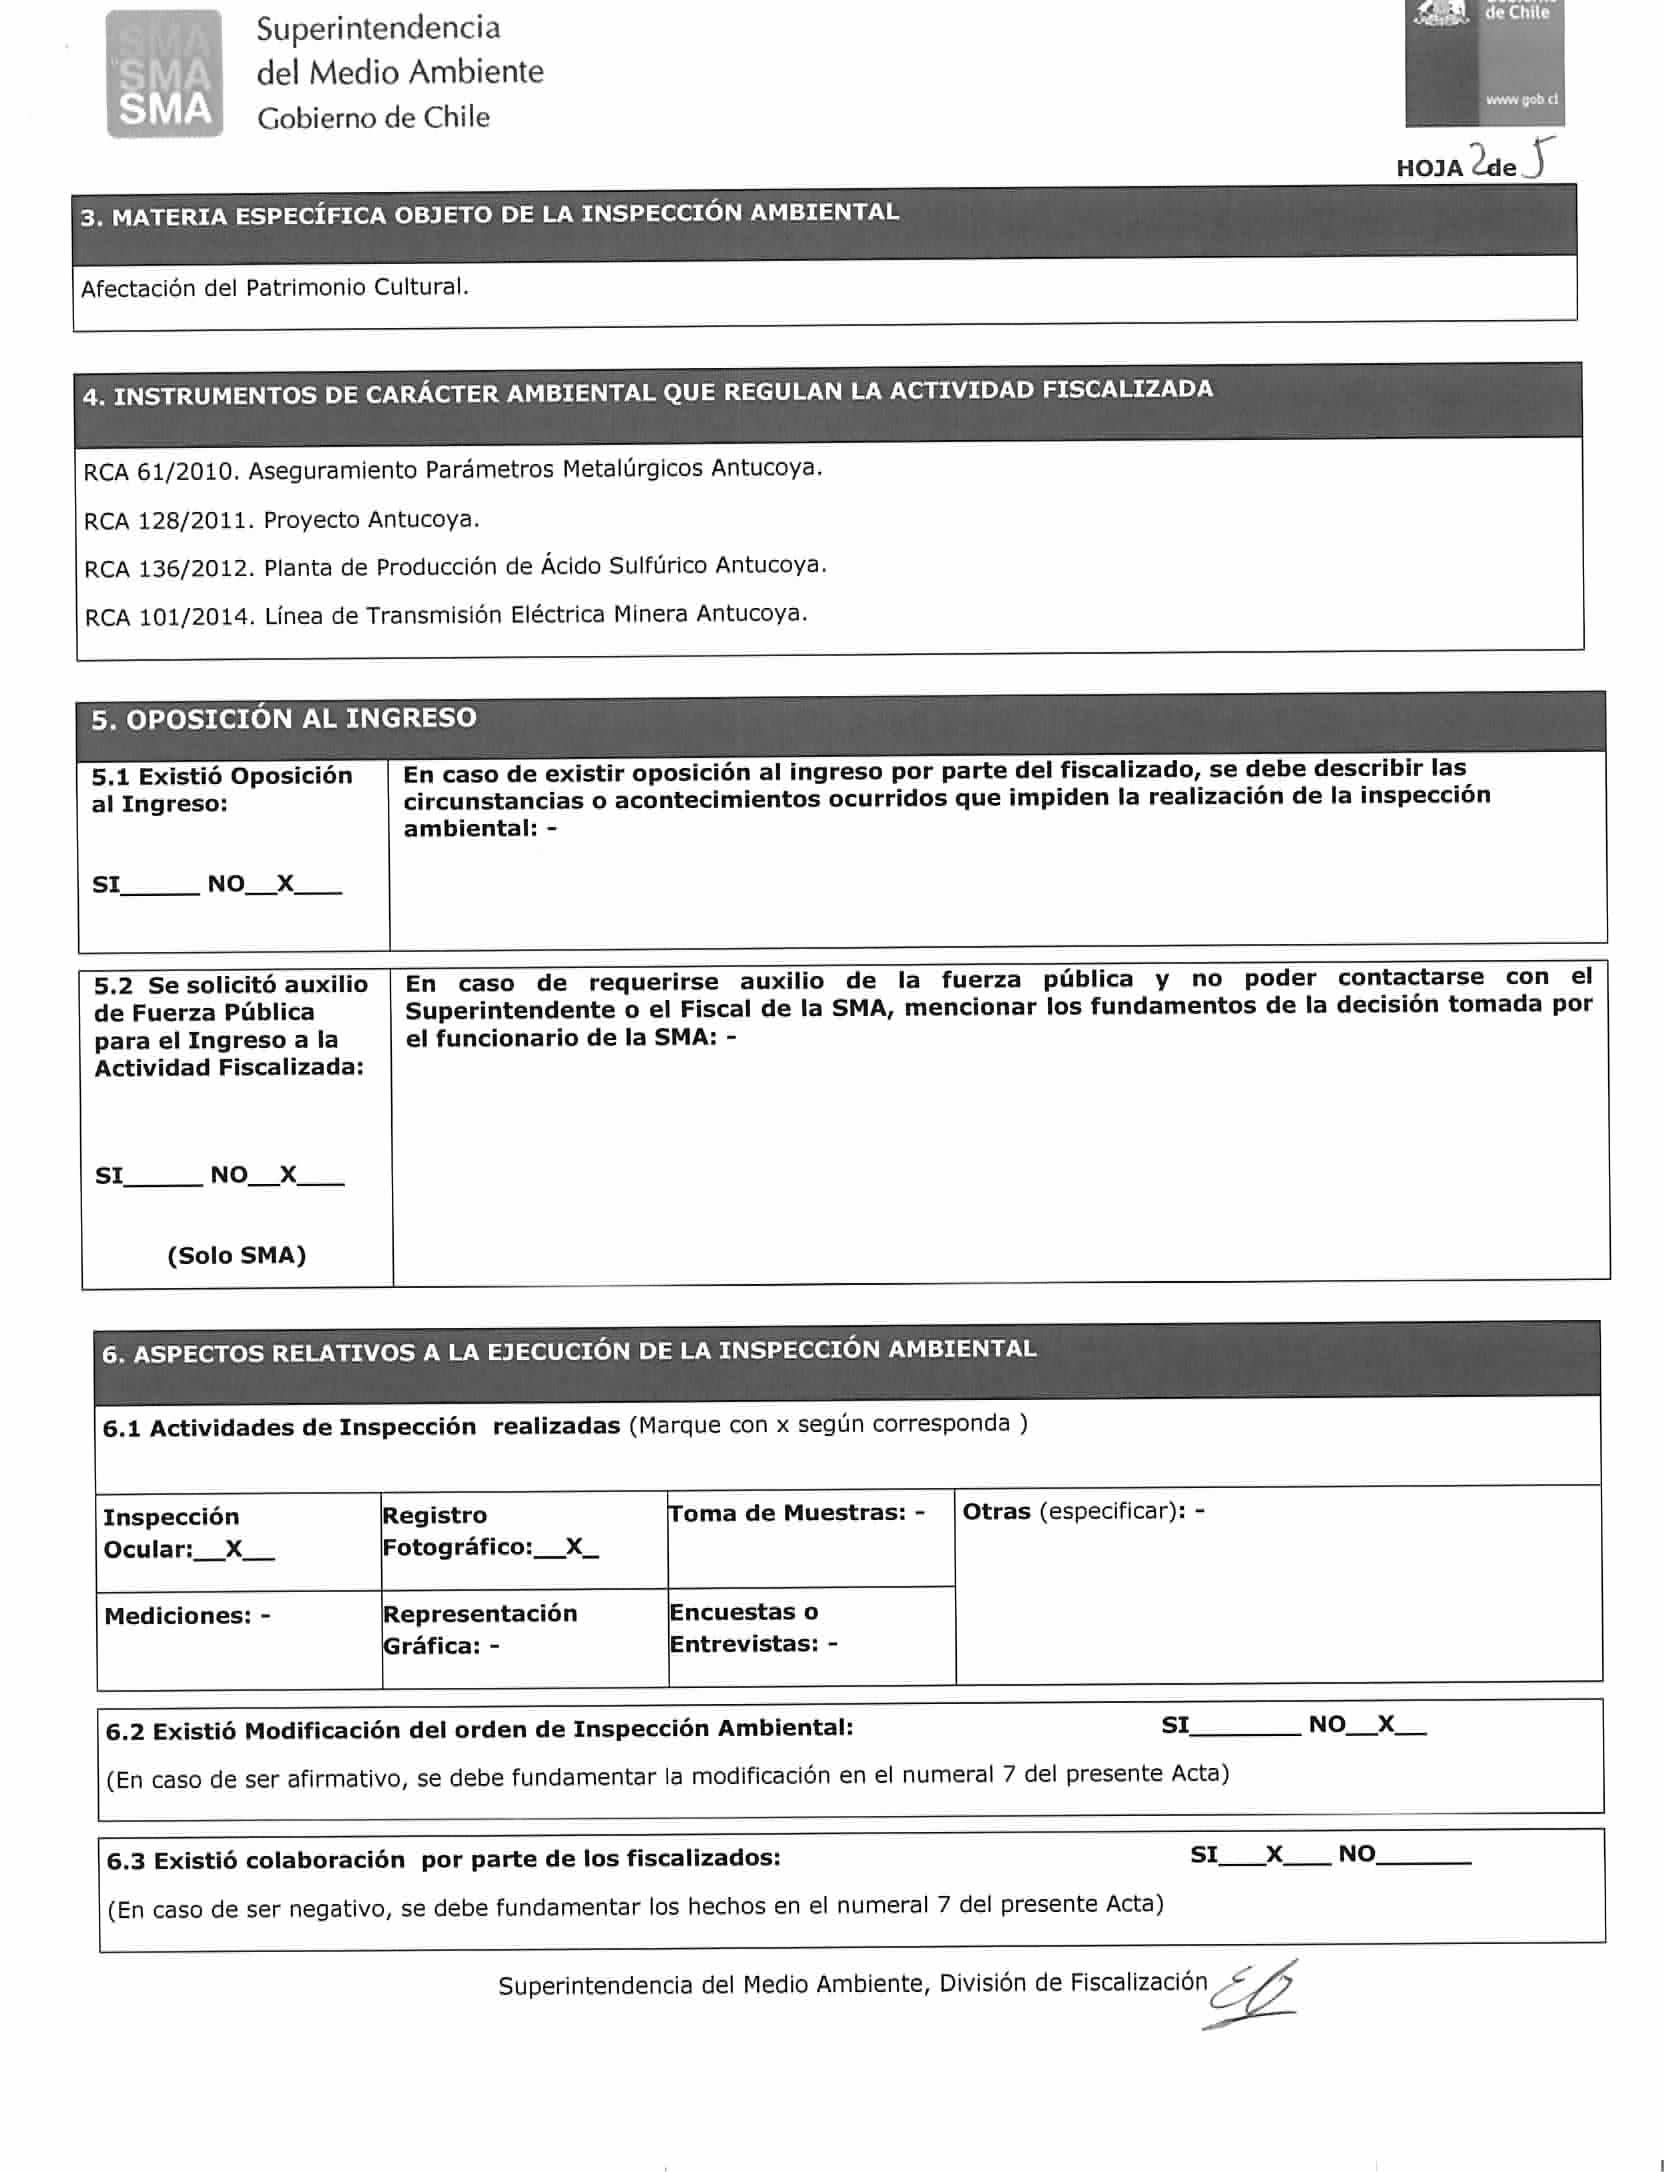 SMA
SMA
SMA
Superintendencia
del Medio Ambiente
Gobierno de Chile
de Chile
www.gob.cl
HOJA 2 de 5
3. MATERIA ESPECÍFICA OBJETO DE LA INSPECCIÓN AMBIENTAL
Afectación del Patrimonio Cultural.
4. INSTRUMENTOS DE CARÁCTER AMBIENTAL QUE REGULAN LA ACTIVIDAD FISCALIZADA
RCA 61/2010. Aseguramiento Parámetros Metalúrgicos Antucoya.
RCA 128/2011. Proyecto Antucoya.
RCA 136/2012. Planta de Producción de Ácido Sulfúrico Antucoya.
RCA 101/2014. Línea de Transmisión Eléctrica Minera Antucoya.
5. OPOSICIÓN AL INGRESO
5.1 Existió Oposición
al Ingreso:
SI_____ NO__X___
En caso de existir oposición al ingreso por parte del fiscalizado, se debe describir las
circunstancias o acontecimientos ocurridos que impiden la realización de la inspección
ambiental: -
5.2 Se solicitó auxilio
de Fuerza Pública
para el Ingreso a la
Actividad Fiscalizada:
SI_____ NO__X___
(Solo SMA)
En caso de requerirse auxilio de la fuerza pública y no poder contactarse con el
Superintendente o el Fiscal de la SMA, mencionar los fundamentos de la decisión tomada por
el funcionario de la SMA: -
6. ASPECTOS RELATIVOS A LA EJECUCIÓN DE LA INSPECCIÓN AMBIENTAL
6.1 Actividades de Inspección realizadas (Marque con x según corresponda )
Inspección
Ocular:__X__
Registro
Fotográfico:__X_
Toma de Muestras: -
Otras (especificar): -
Mediciones: -
Representación
Gráfica: -
Encuestas o
Entrevistas: -
6.2 Existió Modificación del orden de Inspección Ambiental: SI_______ NO__X__
(En caso de ser afirmativo, se debe fundamentar la modificación en el numeral 7 del presente Acta)
6.3 Existió colaboración por parte de los fiscalizados: SI___X___ NO______
(En caso de ser negativo, se debe fundamentar los hechos en el numeral 7 del presente Acta)
Superintendencia del Medio Ambiente, División de Fiscalización